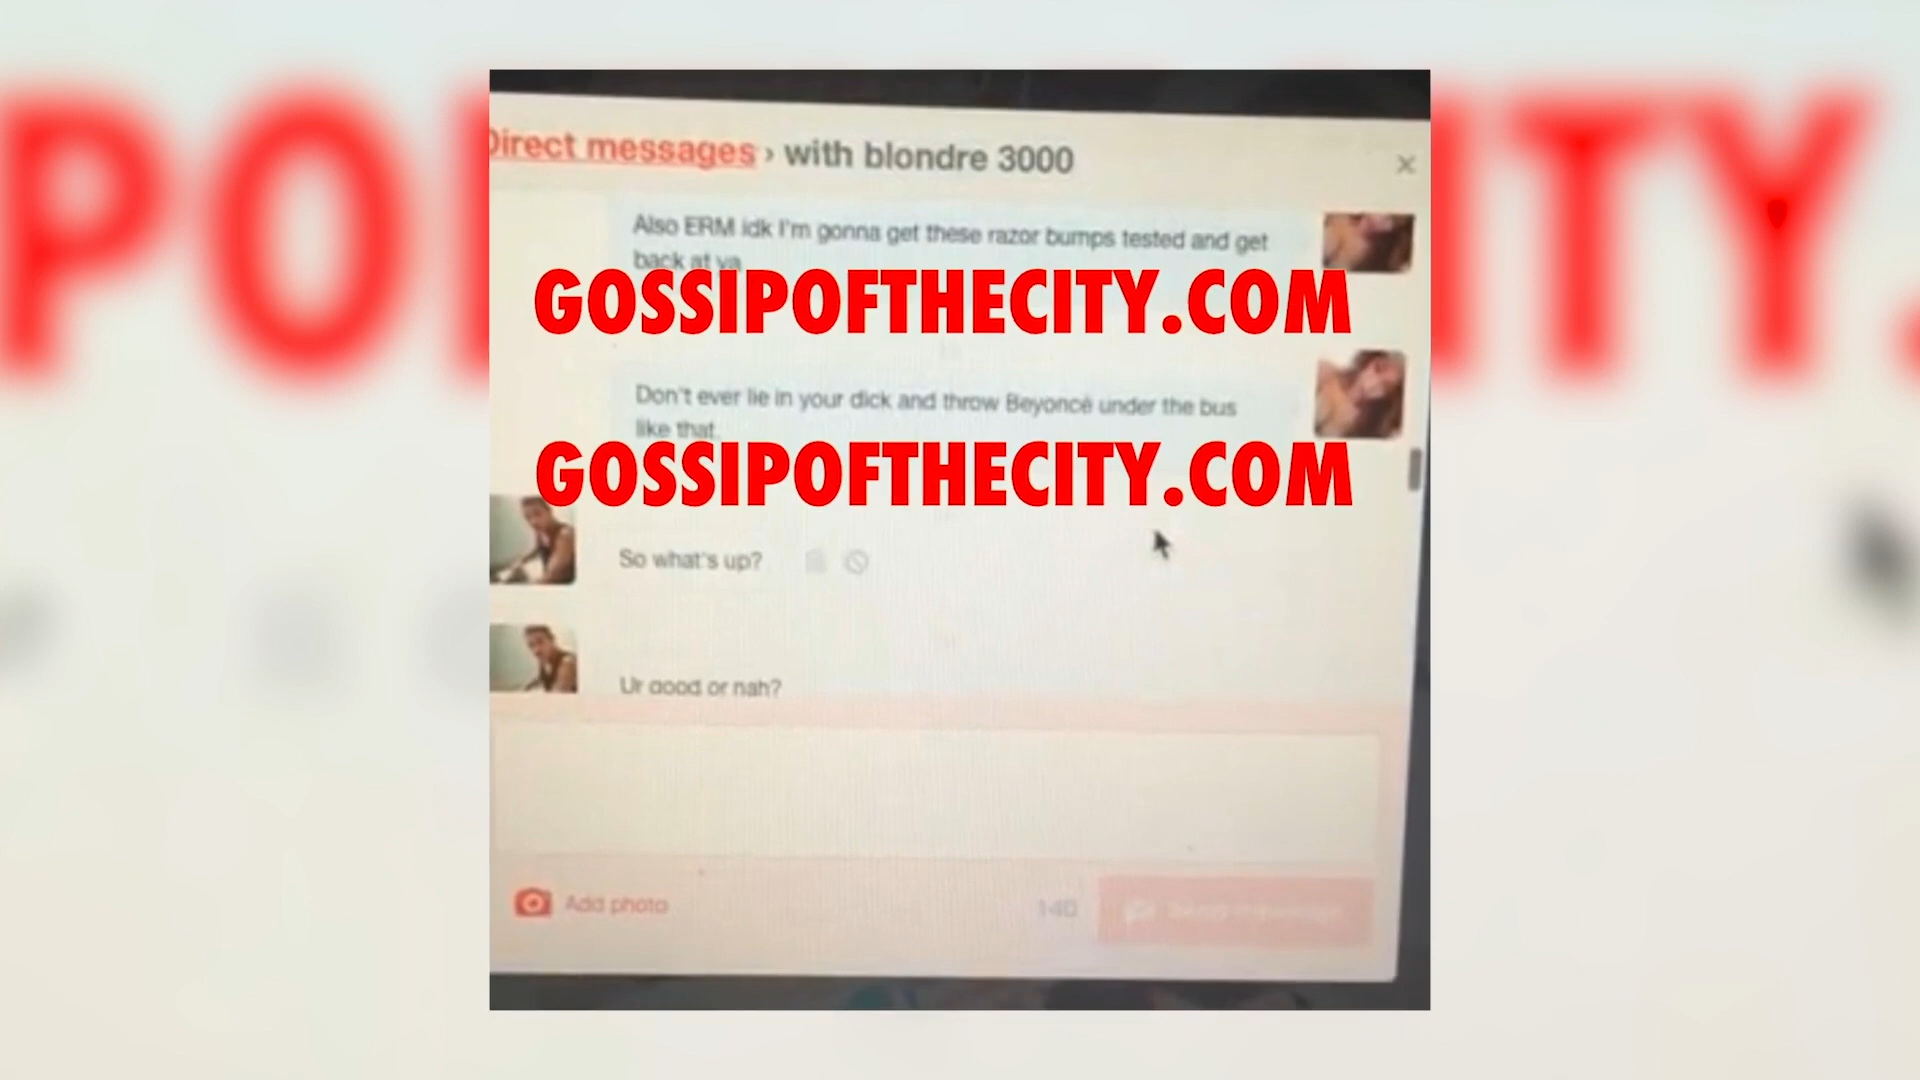 Direct messages › with blondre 3000
Also ERM idk I'm gonna get these razor bumps tested and get
back at ya
GOSSIPOFTHECITY.COM
Don't ever lie in your dick and throw Beyoncé under the bus
like that.
GOSSIPOFTHECITY.COM
So what's up?
Ur good or nah?
Add photo
140